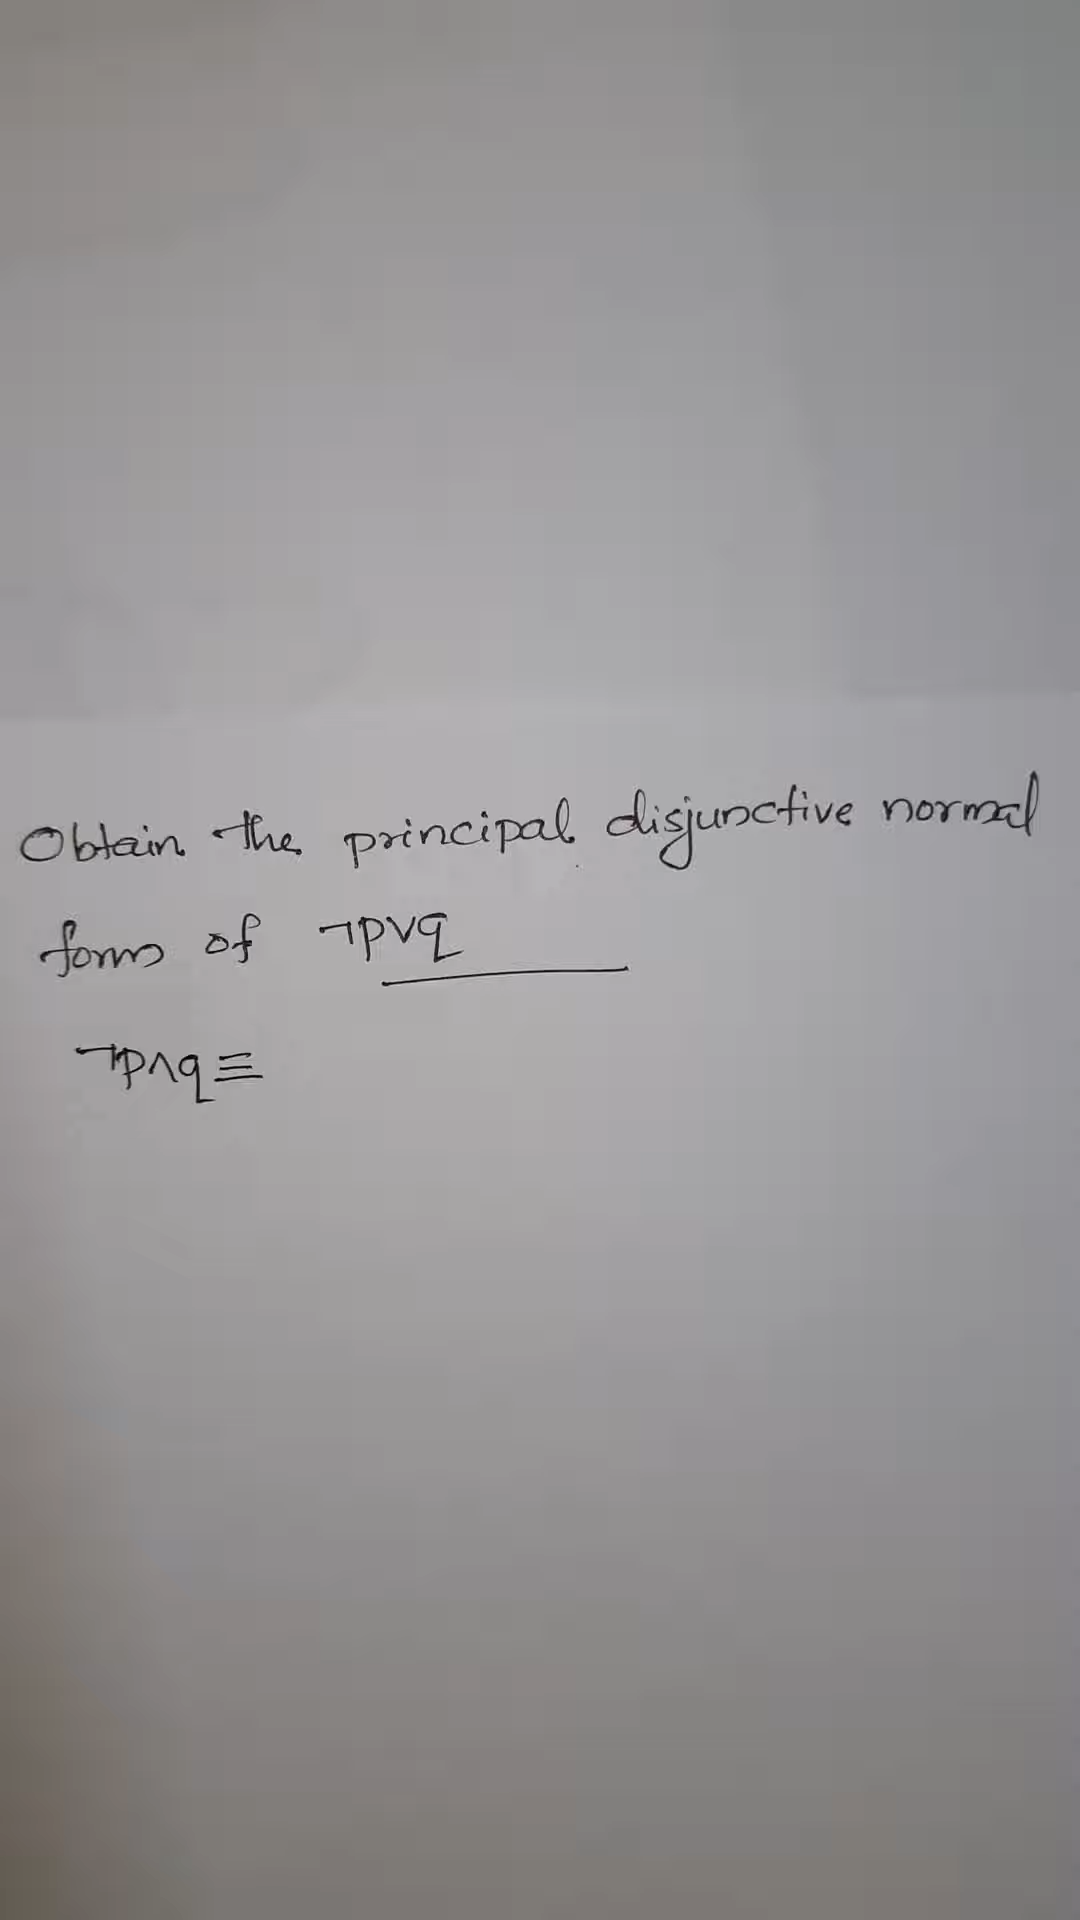 Obtain the principal disjunctive normal
form of ¬p∨q
¬p∧q≡